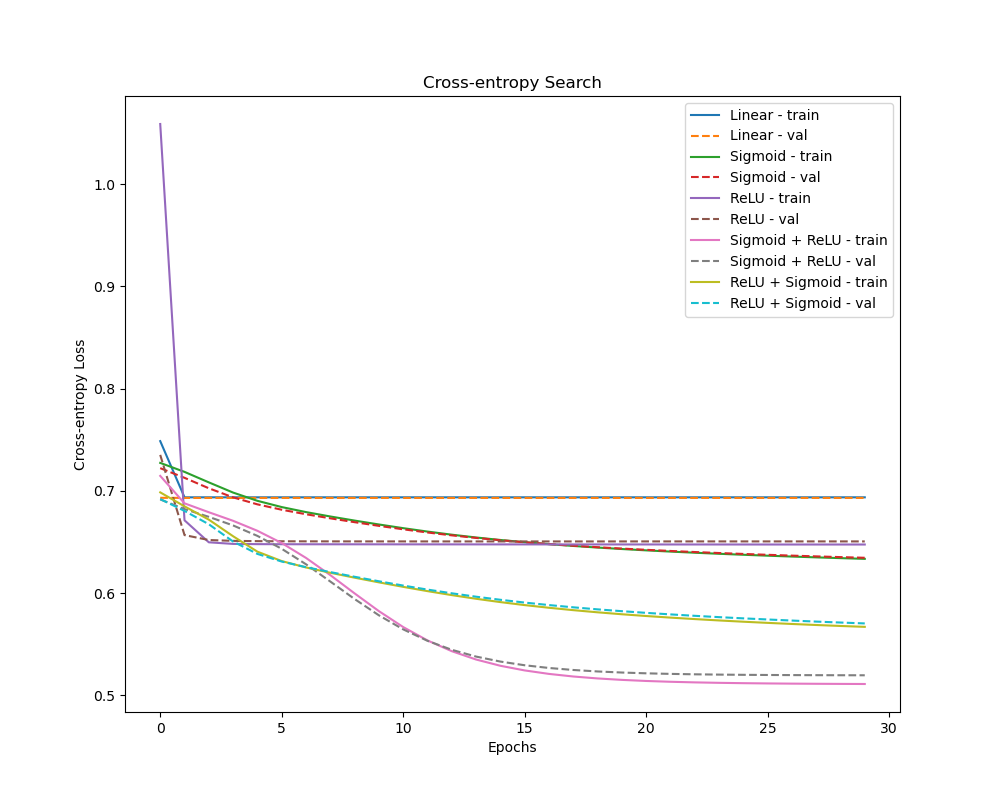 Cross-entropy Search
Linear - train
Linear - val
Sigmoid - train
Sigmoid - val
ReLU - train
ReLU - val
Sigmoid + ReLU - train
Sigmoid + ReLU - val
ReLU + Sigmoid - train
ReLU + Sigmoid - val
Cross-entropy Loss
1.0
0.9
0.8
0.7
0.6
0.5
0 5 10 15 20 25 30
Epochs